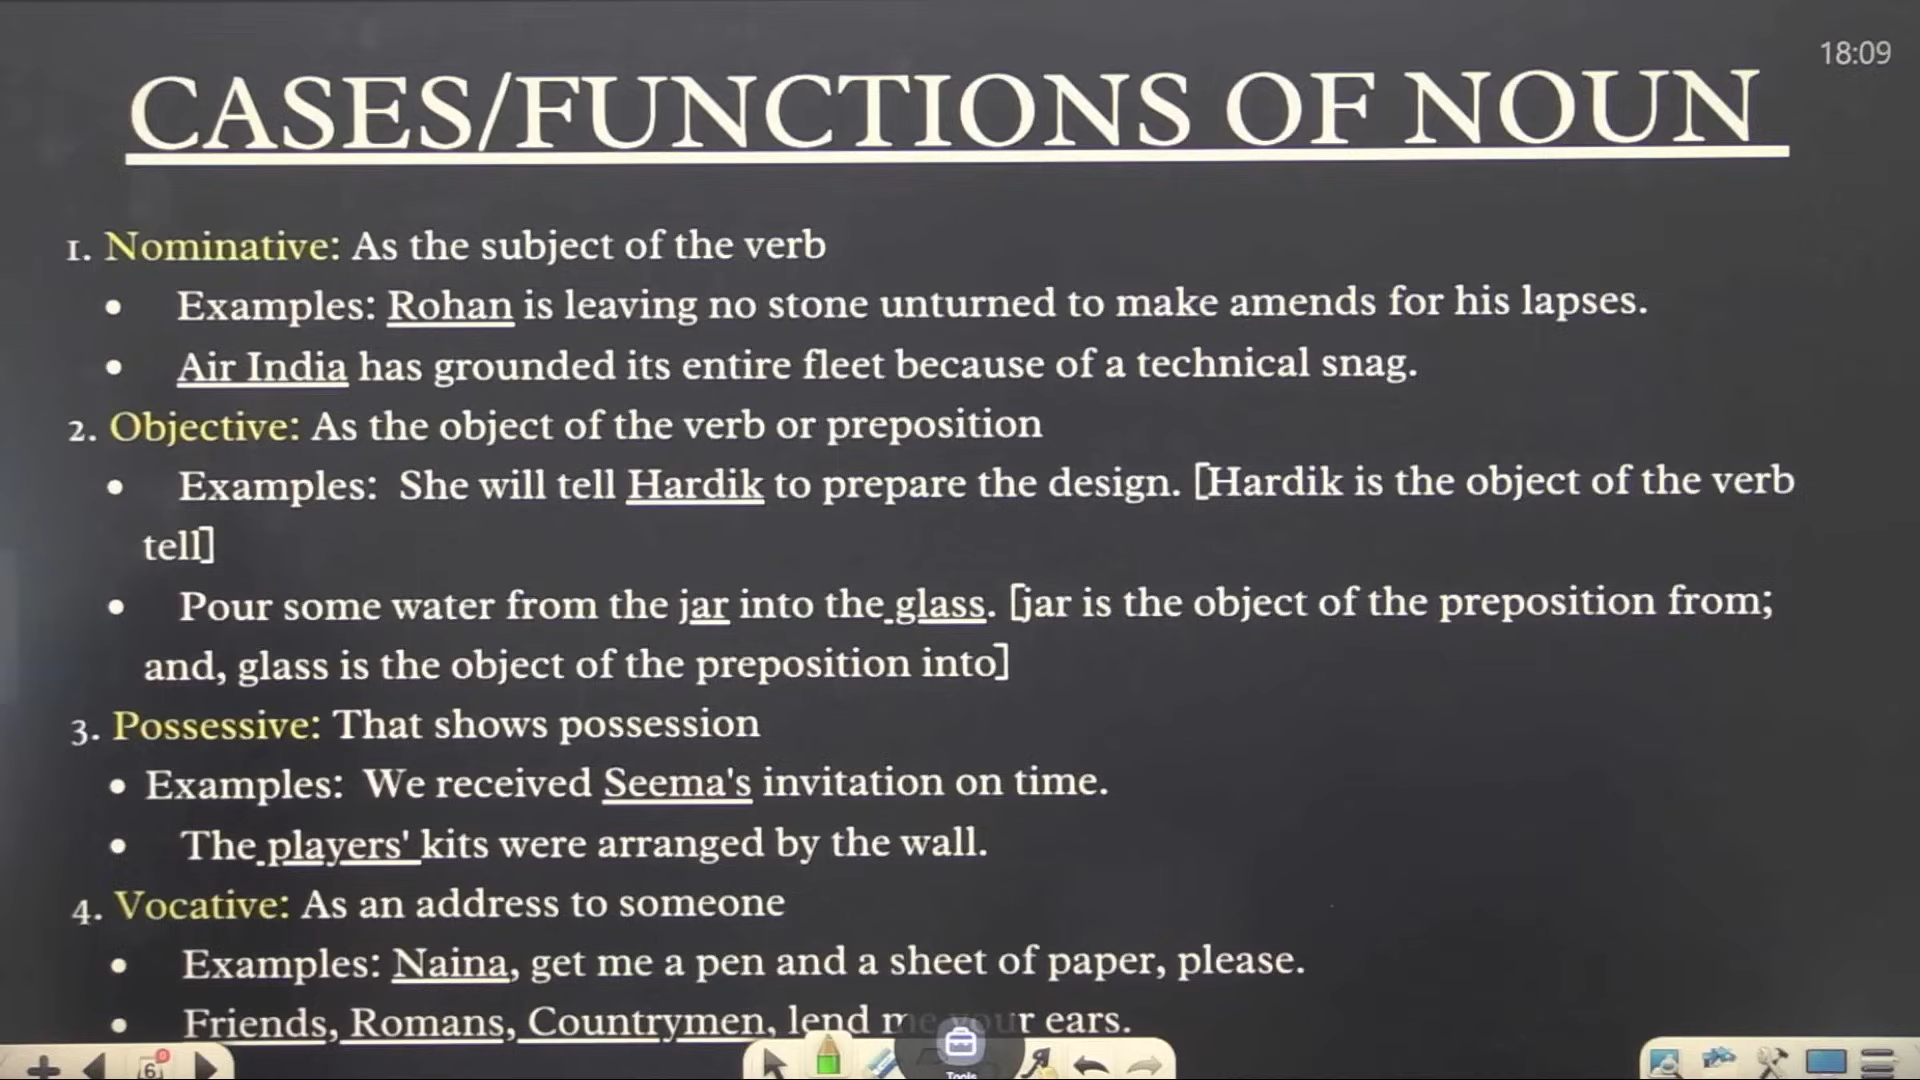 18:09
CASES/FUNCTIONS OF NOUN
1. Nominative: As the subject of the verb
• Examples: Rohan is leaving no stone unturned to make amends for his lapses.
• Air India has grounded its entire fleet because of a technical snag.
2. Objective: As the object of the verb or preposition
• Examples: She will tell Hardik to prepare the design. [Hardik is the object of the verb
tell]
• Pour some water from the jar into the glass. [jar is the object of the preposition from;
and, glass is the object of the preposition into]
3. Possessive: That shows possession
• Examples: We received Seema's invitation on time.
• The players' kits were arranged by the wall.
4. Vocative: As an address to someone
• Examples: Naina, get me a pen and a sheet of paper, please.
• Friends, Romans, Countrymen, lend me your ears.
6
0
Tools